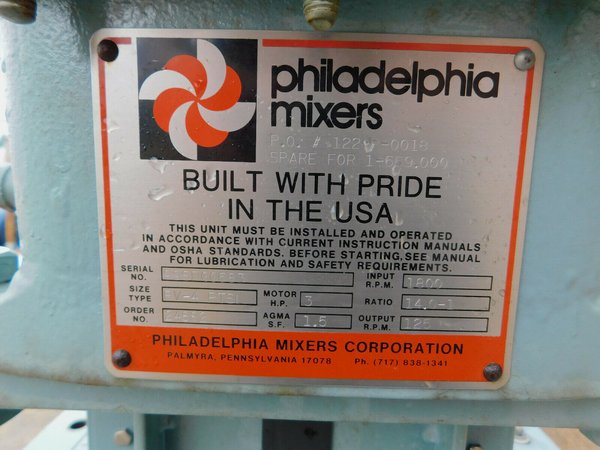 philadelphia
mixers
SPARE FOR
BUILT WITH PRIDE
IN THE USA
THIS UNIT MUST BE INSTALLED AND OPERATED
IN ACCORDANCE WITH CURRENT INSTRUCTION MANUALS
AND OSHA STANDARDS. BEFORE STARTING, SEE MANUAL
FOR LUBRICATION AND SAFETY REQUIREMENTS.
SERIAL NO. INPUT R.P.M. 1800
SIZE TYPE MOTOR H.P. 3 RATIO
ORDER NO. AGMA S.F. 1.5 OUTPUT R.P.M.
PHILADELPHIA MIXERS CORPORATION
PALMYRA, PENNSYLVANIA 17078 Ph. (717) 838-1341